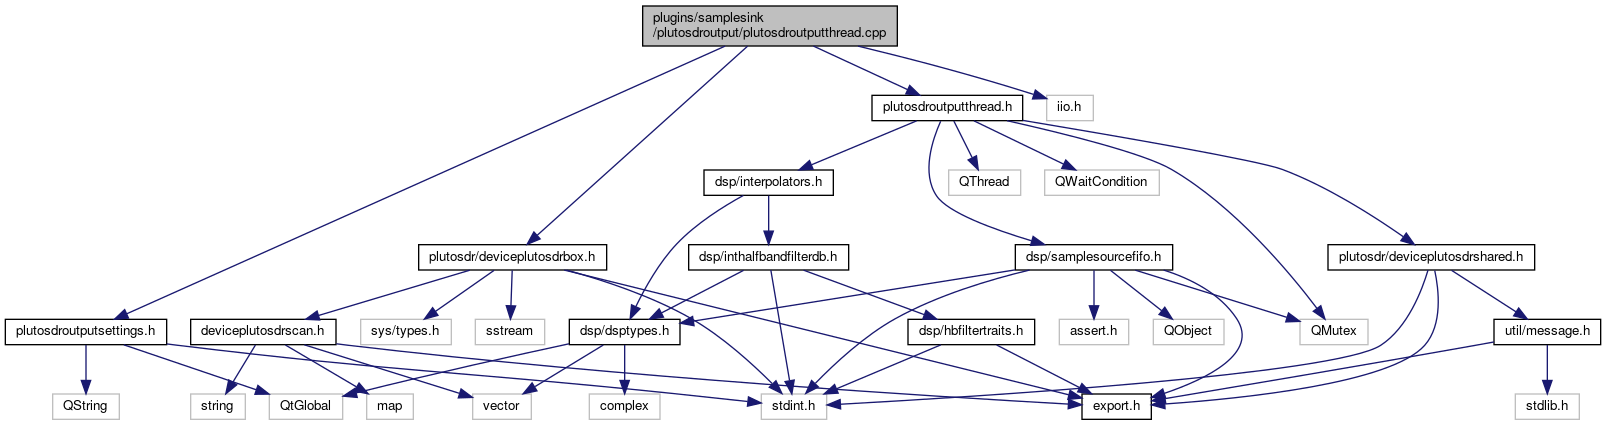 plugins/samplesink
/plutosdroutput/plutosdroutputthread.cpp
plutosdroutputthread.h
iio.h
dsp/interpolators.h
QThread
QWaitCondition
plutosdr/deviceplutosdrbox.h
dsp/inthalfbandfilterdb.h
dsp/samplesourcefifo.h
plutosdr/deviceplutosdrshared.h
plutosdroutputsettings.h
deviceplutosdrscan.h
sys/types.h
sstream
dsp/dsptypes.h
dsp/hbfiltertraits.h
assert.h
QObject
QMutex
util/message.h
QString
string
QtGlobal
map
vector
complex
stdint.h
export.h
stdlib.h